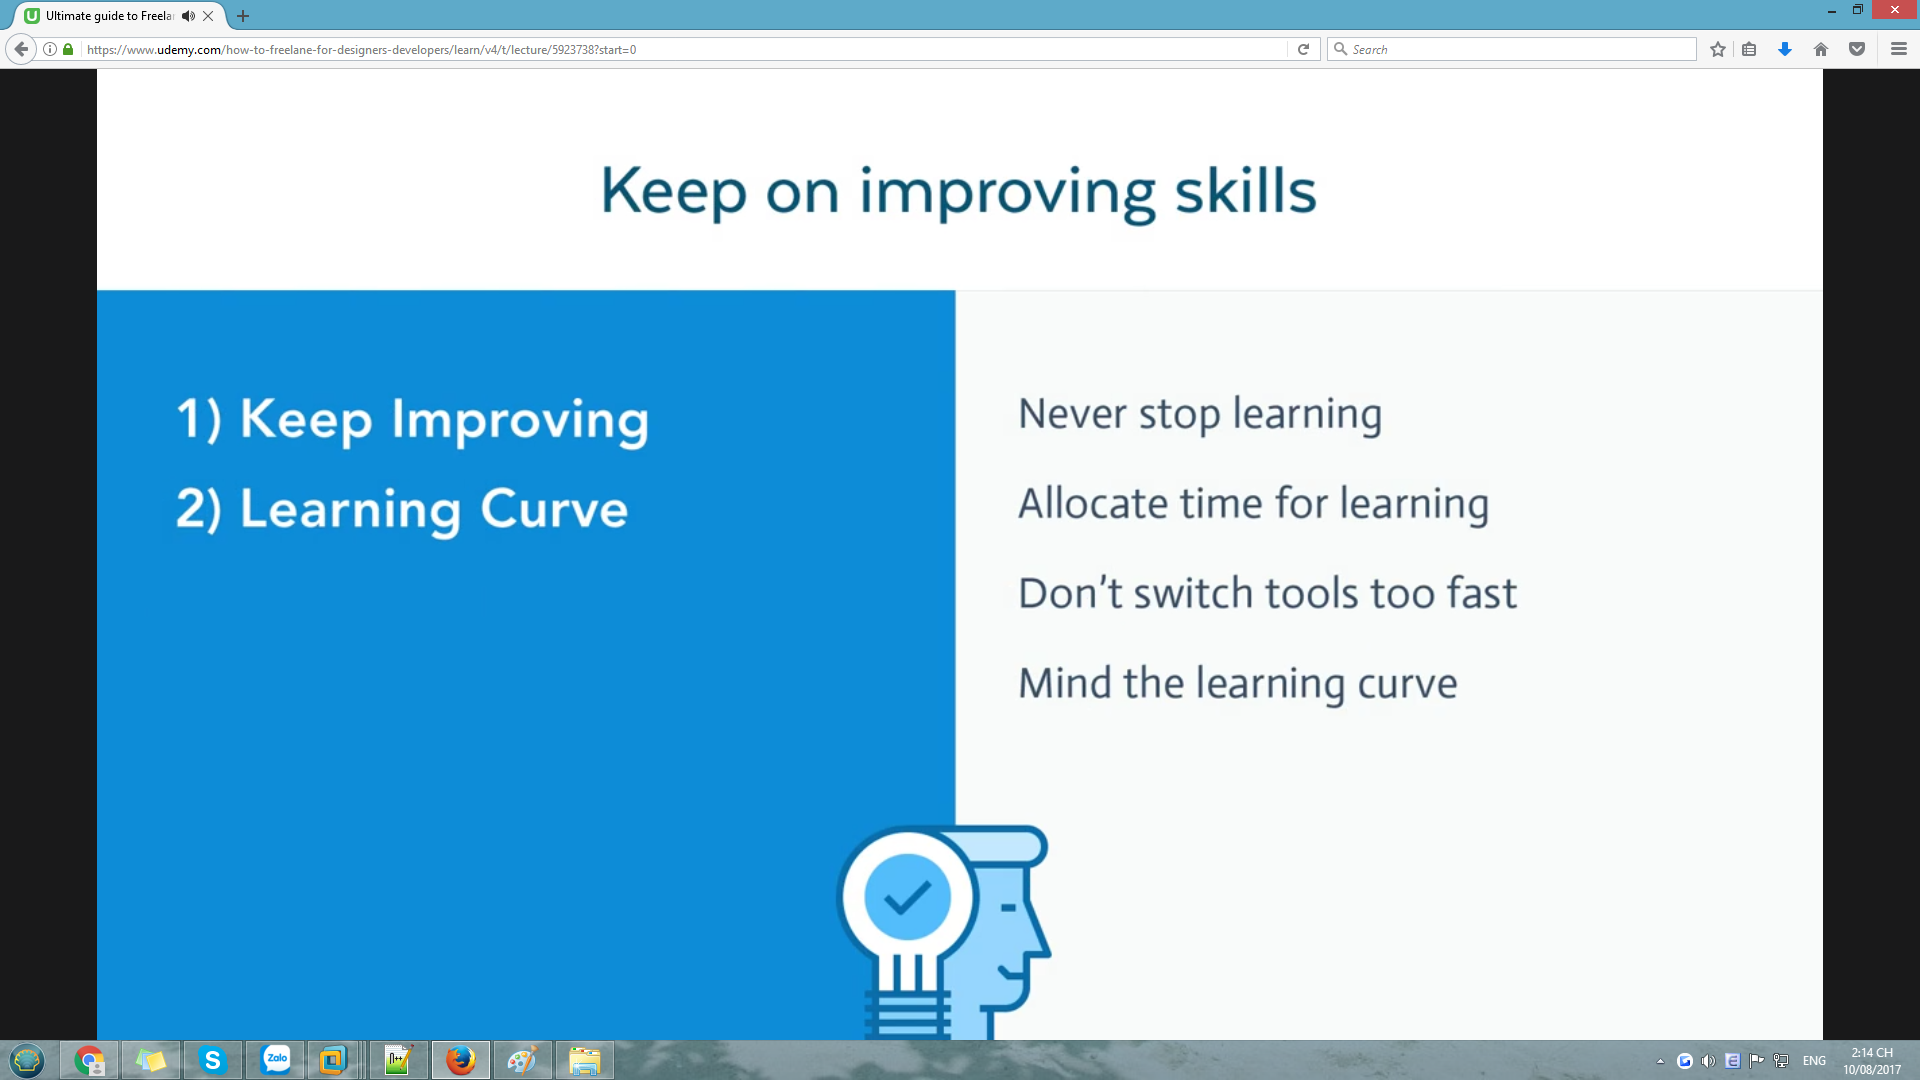 Ultimate guide to Freela
https://www.udemy.com/how-to-freelane-for-designers-developers/learn/v4/t/lecture/5923738?start=0
Search
Keep on improving skills
1) Keep Improving
2) Learning Curve
Never stop learning
Allocate time for learning
Don't switch tools too fast
Mind the learning curve
Zalo
ENG
2:14 CH
10/08/2017